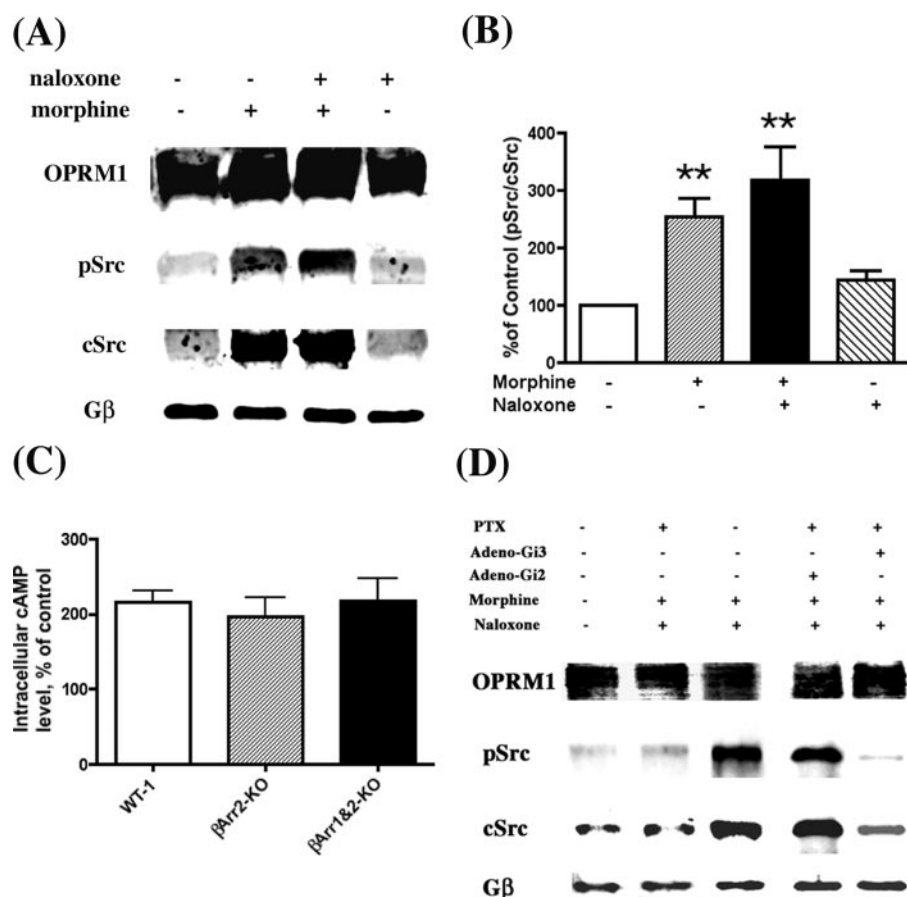 (A)
naloxone - - + +
morphine - + + -
OPRM1
pSrc
cSrc
Gβ
(B)
%of Control (pSrc/cSrc)
400
300
200
100
0
** **
Morphine - + + -
Naloxone - - + +
(C)
Intracellular cAMP
level, % of control
300
200
100
0
WT-1
βArr2-KO
βArr1&2-KO
(D)
PTX - + - + +
Adeno-Gi3 - - +
Adeno-Gi2 - + -
Morphine - + + + +
Naloxone - + + + +
OPRM1
pSrc
cSrc
Gβ